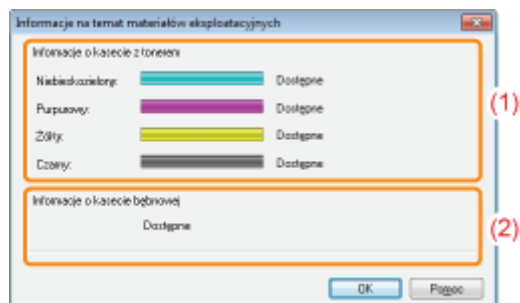 Informacje na temat materiałów eksploatacyjnych
Informacje o kasecie z tonerem
Niebieskozielony: Dostępne
(1)
Purpurowy: Dostępne
Żółty: Dostępne
Czarny: Dostępne
Informacje o kasecie bębnowej
Dostępne
(2)
OK Pomoc